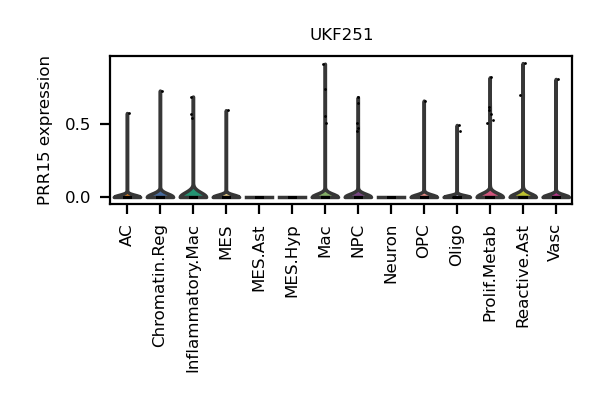 UKF251
PRR15 expression
0.5
0.0
AC
Chromatin.Reg
Inflammatory.Mac
MES
MES.Ast
MES.Hyp
Mac
NPC
Neuron
OPC
Oligo
Prolif.Metab
Reactive.Ast
Vasc